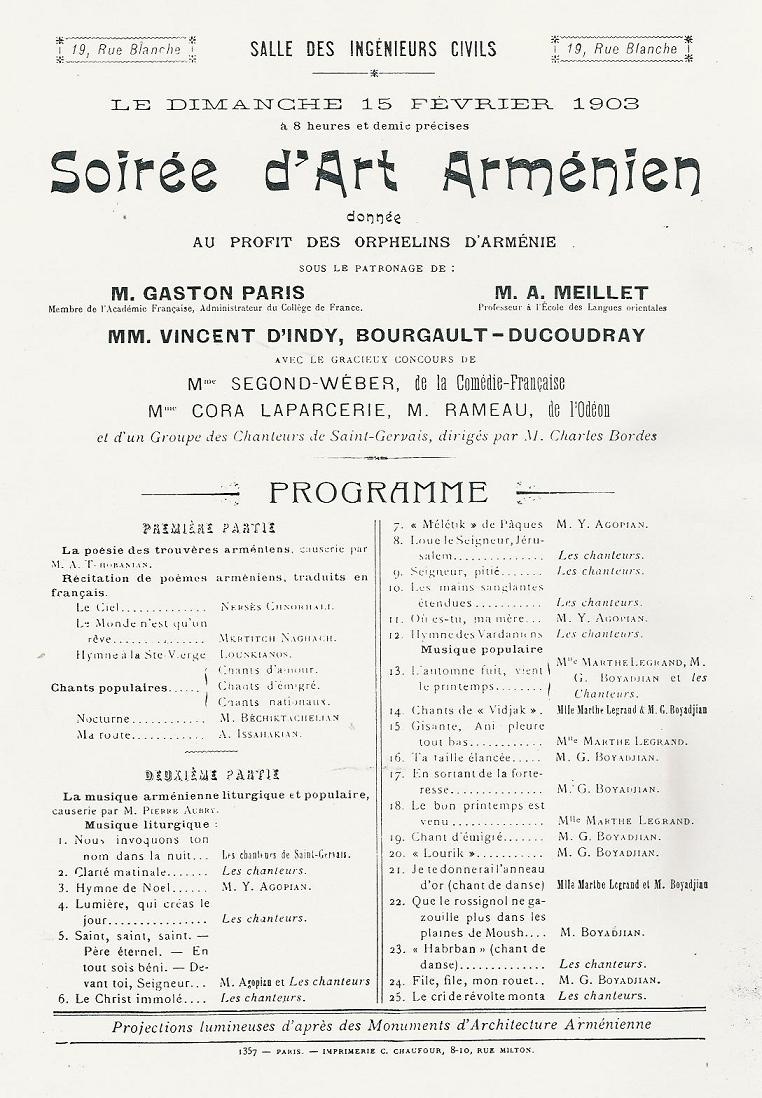 19, Rue Blanche
SALLE DES INGÉNIEURS CIVILS
19, Rue Blanche
LE DIMANCHE 15 FÉVRIER 1903
à 8 heures et demie précises
Soirée d'Art Arménien
donnée
AU PROFIT DES ORPHELINS D'ARMÉNIE
SOUS LE PATRONAGE DE :
M. GASTON PARIS
Membre de l'Académie Française, Administrateur du Collège de France.
M. A. MEILLET
Professeur à l'École des Langues orientales
MM. VINCENT D'INDY, BOURGAULT-DUCOUDRAY
AVEC LE GRACIEUX CONCOURS DE
Mme SEGOND-WÉBER, de la Comédie-Française
Mme CORA LAPARCERIE, M. RAMEAU, de l'Odéon
et d'un Groupe des Chanteurs de Saint-Gervais, dirigés par M. Charles Bordes
PROGRAMME
PREMIÈRE PARTIE
La poésie des trouvères arméniens, causerie par
M. A. TCHOBANIAN.
Récitation de poèmes arméniens, traduits en
français.
Le Ciel............. NERSÈS CHNORHALI.
Le Monde n'est qu'un
rêve.............. MKRTITCH NAGHACH.
Hymne à la Ste Vierge LOUNKIANOS.
Chants populaires......
Chants d'amour.
Chants d'émigré.
Chants nationaux.
Nocturne........... M. BÉCHIKTACHELIAN
Ma route........... A. ISSAHAKIAN.
DEUXIÈME PARTIE
La musique arménienne liturgique et populaire,
causerie par M. PIERRE AUBRY.
Musique liturgique :
1. Nous invoquons ton
nom dans la nuit... Les chanteurs de Saint-Gervais.
2. Clarté matinale....... Les chanteurs.
3. Hymne de Noel...... M. Y. AGOPIAN.
4. Lumière, qui créas le
jour............... Les chanteurs.
5. Saint, saint, saint. —
Père éternel. — En
tout sois béni. — De-
vant toi, Seigneur... M. Agopian et Les chanteurs
6. Le Christ immolé.... Les chanteurs.
7. « Mélétik » de Pâques M. Y. AGOPIAN.
8. Loue le Seigneur, Jéru-
salem.............. Les chanteurs.
9. Seigneur, pitié....... Les chanteurs.
10. Les mains sanglantes
étendues........... Les chanteurs.
11. Où es-tu, ma mère... M. Y. AGOPIAN.
12. Hymne des Vardaniens Les chanteurs.
Musique populaire
13. L'automne fuit, vient
le printemps........
Mlle MARTHE LEGRAND, M.
G. BOYADJIAN et les
Chanteurs.
14. Chants de « Vidjak ». Mlle Marthe Legrand & M. G. Boyadjian
15. Gisante, Ani pleure
tout bas............ Mlle MARTHE LEGRAND.
16. Ta taille élancée..... M. G. BOYADJIAN.
17. En sortant de la forte-
resse.............. M. G. BOYADJIAN.
18. Le bon printemps est
venu.............. Mlle MARTHE LEGRAND.
19. Chant d'émigré....... M. G. BOYADJIAN.
20. « Lourik »........... M. G. BOYADJIAN.
21. Je te donnerai l'anneau
d'or (chant de danse) Mlle Marthe Legrand et M. Boyadjian
22. Que le rossignol ne ga-
zouille plus dans les
plaines de Moush.... M. BOYADJIAN.
23. « Habrban » (chant de
danse)............. Les chanteurs.
24. File, file, mon rouet.. M. G. BOYADJIAN.
25. Le cri de révolte monta Les chanteurs.
Projections lumineuses d'après des Monuments d'Architecture Arménienne
1357 — PARIS. — IMPRIMERIE C. CHAUFOUR, 8-10, RUE MILTON.